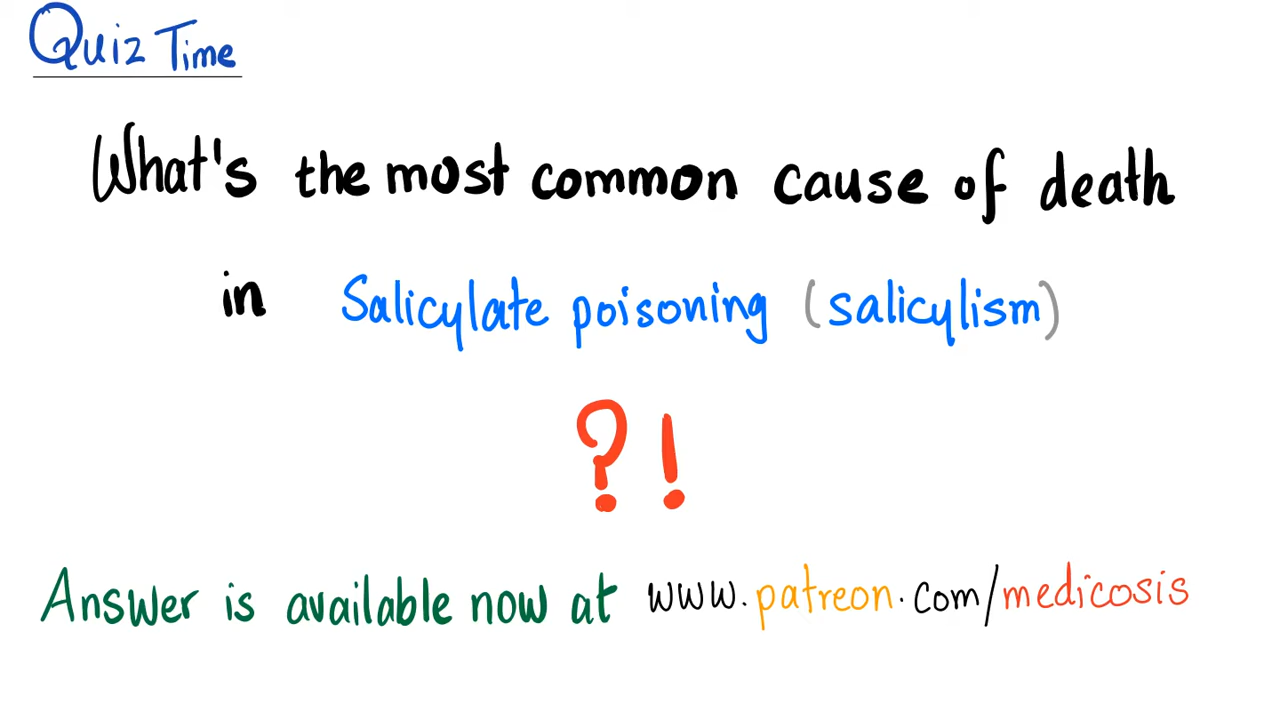 Quiz Time
What's the most common cause of death
in Salicylate poisoning (salicylism)
?!
Answer is available now at www.patreon.com/medicosis